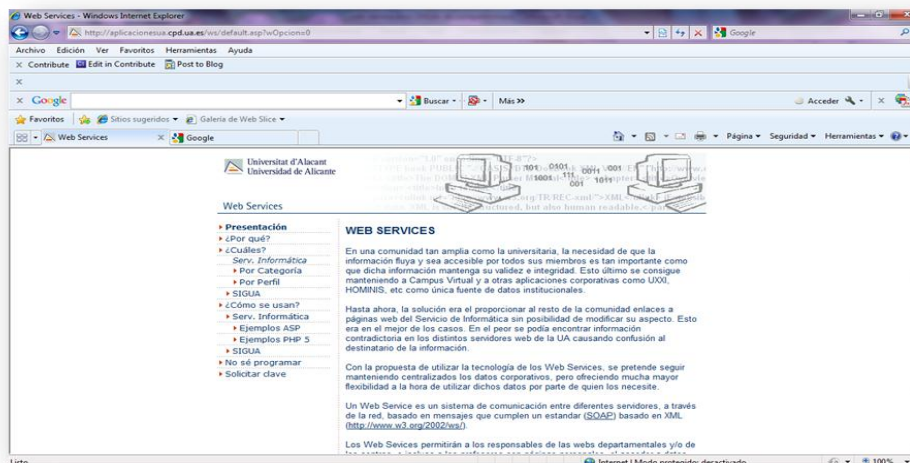 Web Services - Windows Internet Explorer
http://aplicacionesua.cpd.ua.es/ws/default.asp?wOpcion=0
Google
Archivo Edición Ver Favoritos Herramientas Ayuda
x Contribute Edit in Contribute Post to Blog
x
x Google Buscar Más >> Acceder x
Favoritos Sitios sugeridos Galería de Web Slice
Web Services x Google Página Seguridad Herramientas
Universitat d'Alacant
Universidad de Alicante
Web Services
Presentación
¿Por qué?
¿Cuáles?
Serv. Informática
Por Categoría
Por Perfil
SIGUA
¿Cómo se usan?
Serv. Informática
Ejemplos ASP
Ejemplos PHP 5
SIGUA
No sé programar
Solicitar clave
WEB SERVICES
En una comunidad tan amplia como la universitaria, la necesidad de que la
información fluya y sea accesible por todos sus miembros es tan importante como
que dicha información mantenga su validez e integridad. Esto último se consigue
manteniendo a Campus Virtual y a otras aplicaciones corporativas como UXXI,
HOMINIS, etc como única fuente de datos institucionales.
Hasta ahora, la solución era el proporcionar al resto de la comunidad enlaces a
páginas web del Servicio de Informática sin posibilidad de modificar su aspecto. Esto
era en el mejor de los casos. En el peor se podía encontrar información
contradictoria en los distintos servidores web de la UA causando confusión al
destinatario de la información.
Con la propuesta de utilizar la tecnología de los Web Services, se pretende seguir
manteniendo centralizados los datos corporativos, pero ofreciendo mucha mayor
flexibilidad a la hora de utilizar dichos datos por parte de quien los necesite.
Un Web Service es un sistema de comunicación entre diferentes servidores, a través
de la red, basado en mensajes que cumplen un estandar (SOAP) basado en XML
(http://www.w3.org/2002/ws/).
Los Web Sevices permitirán a los responsables de las webs departamentales y/o de
Listo Internet | Modo protegido: desactivado 100%